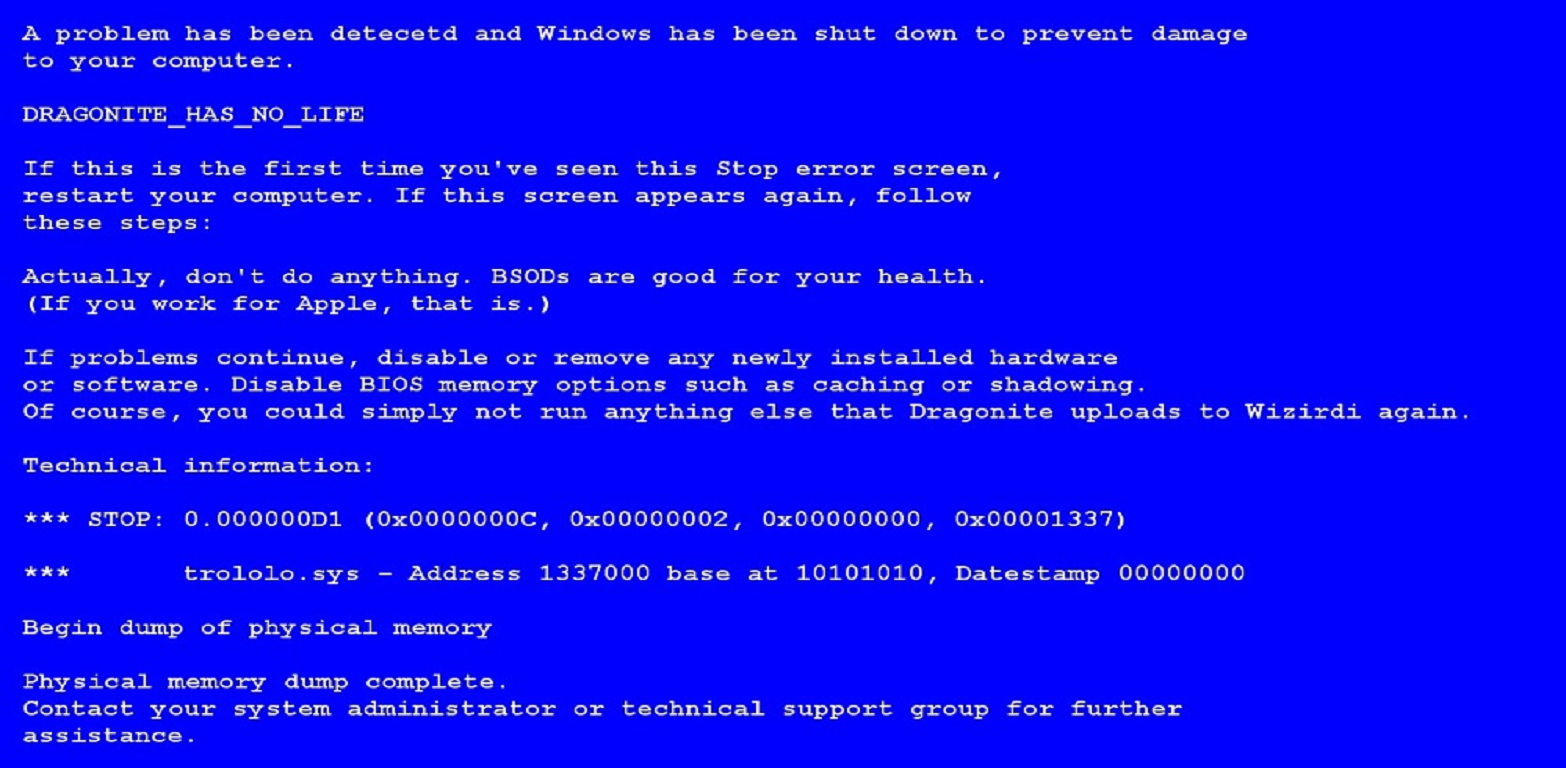 A problem has been detecetd and Windows has been shut down to prevent damage
to your computer.
DRAGONITE_HAS_NO_LIFE
If this is the first time you've seen this Stop error screen,
restart your computer. If this screen appears again, follow
these steps:
Actually, don't do anything. BSODs are good for your health.
(If you work for Apple, that is.)
If problems continue, disable or remove any newly installed hardware
or software. Disable BIOS memory options such as caching or shadowing.
Of course, you could simply not run anything else that Dragonite uploads to Wizirdi again.
Technical information:
*** STOP: 0.000000D1 (0x0000000C, 0x00000002, 0x00000000, 0x00001337)
***       trololo.sys – Address 1337000 base at 10101010, Datestamp 00000000
Begin dump of physical memory
Physical memory dump complete.
Contact your system administrator or technical support group for further
assistance.